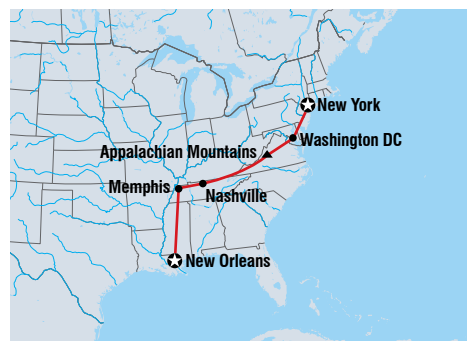 New York
Washington DC
Appalachian Mountains
Memphis
Nashville
New Orleans